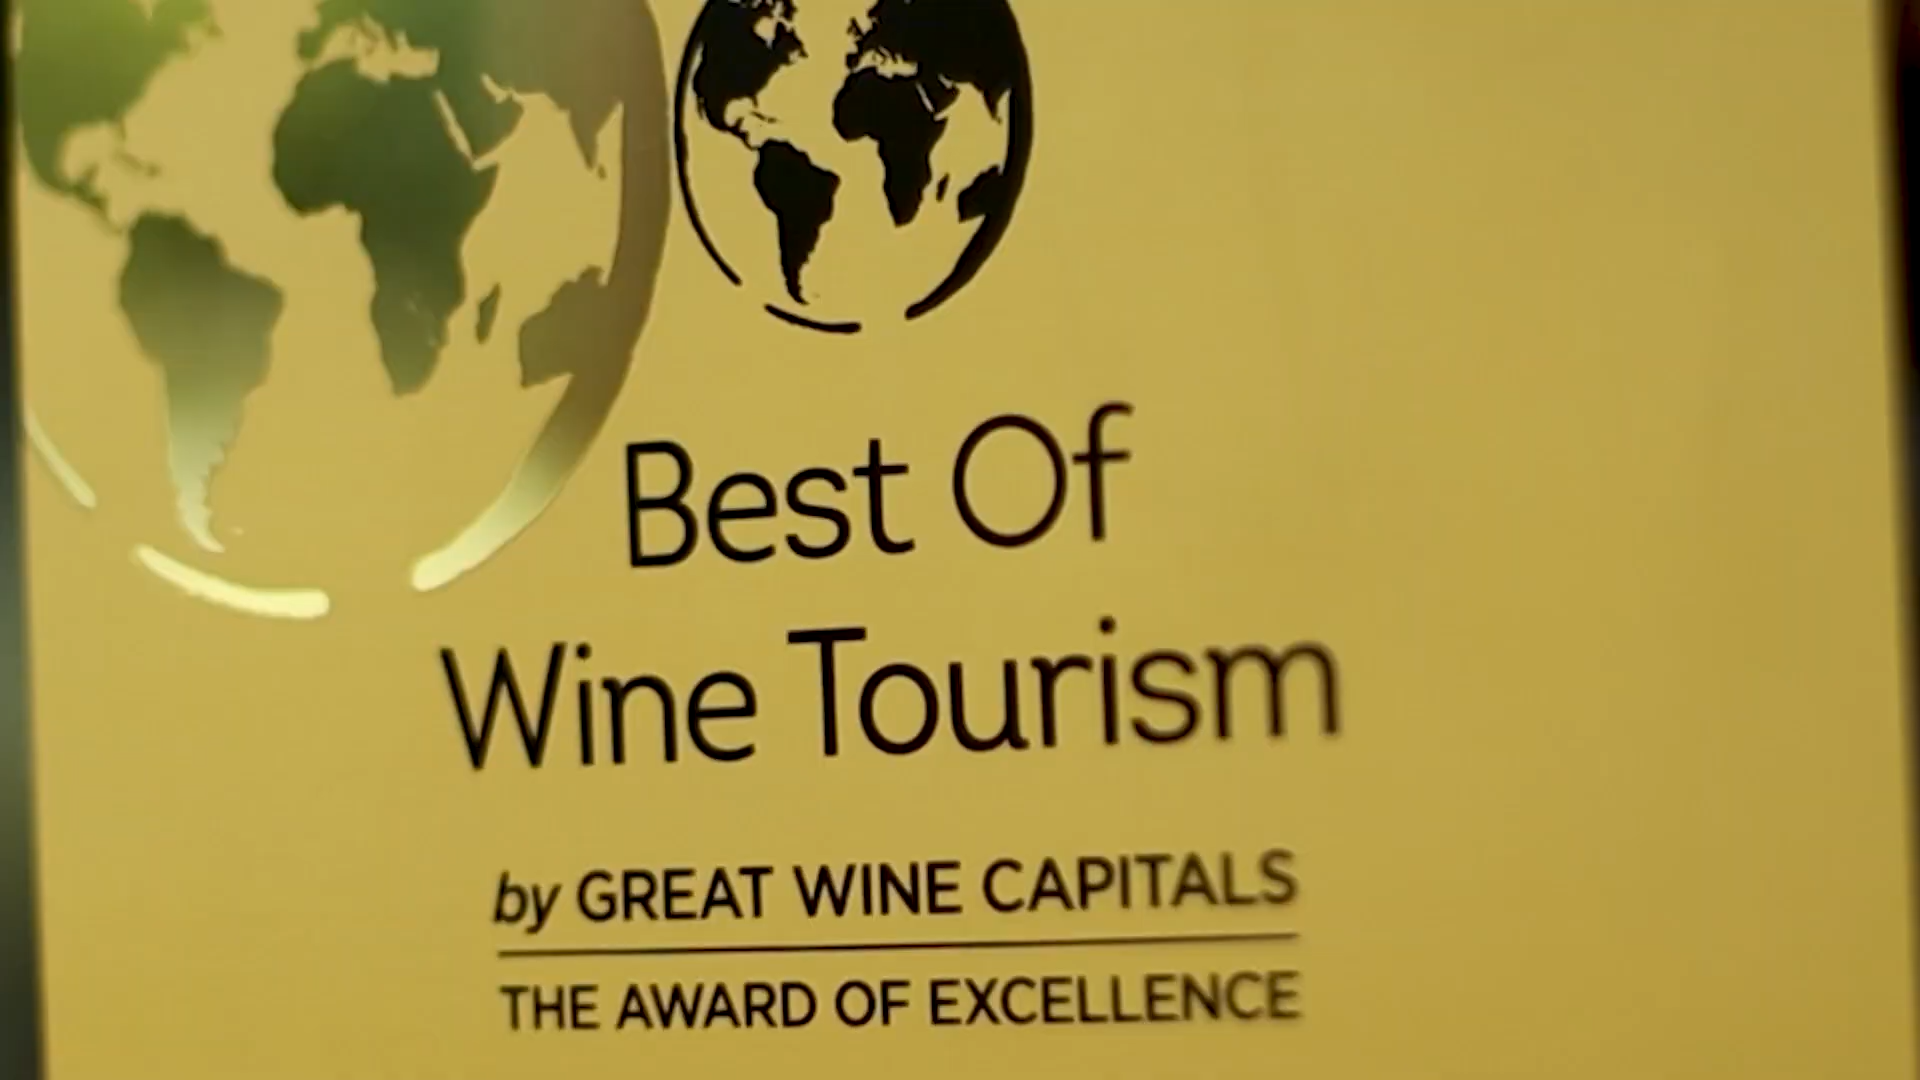 Best Of
Wine Tourism
by GREAT WINE CAPITALS
THE AWARD OF EXCELLENCE